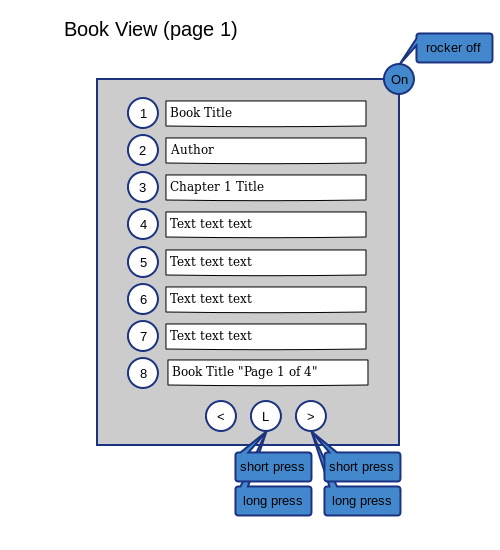 Book View (page 1)
rocker off
On
1 Book Title
2 Author
3 Chapter 1 Title
4 Text text text
5 Text text text
6 Text text text
7 Text text text
8 Book Title "Page 1 of 4"
< L >
short press short press
long press long press